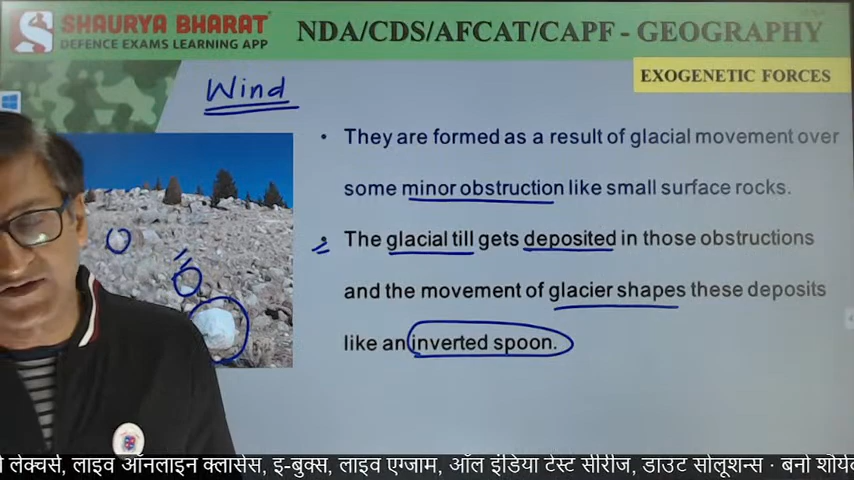 SHAURYA BHARAT
DEFENCE EXAMS LEARNING APP
NDA/CDS/AFCAT/CAPF - GEOGRAPHY
EXOGENETIC FORCES
Wind
• They are formed as a result of glacial movement over
some minor obstruction like small surface rocks.
• The glacial till gets deposited in those obstructions
and the movement of glacier shapes these deposits
like an inverted spoon.
लेक्चर्स, लाइव ऑनलाइन क्लासेस, इ-बुक्स, लाइव एग्जाम, ऑल इंडिया टेस्ट सीरीज, डाउट सोलूशन्स · बनो